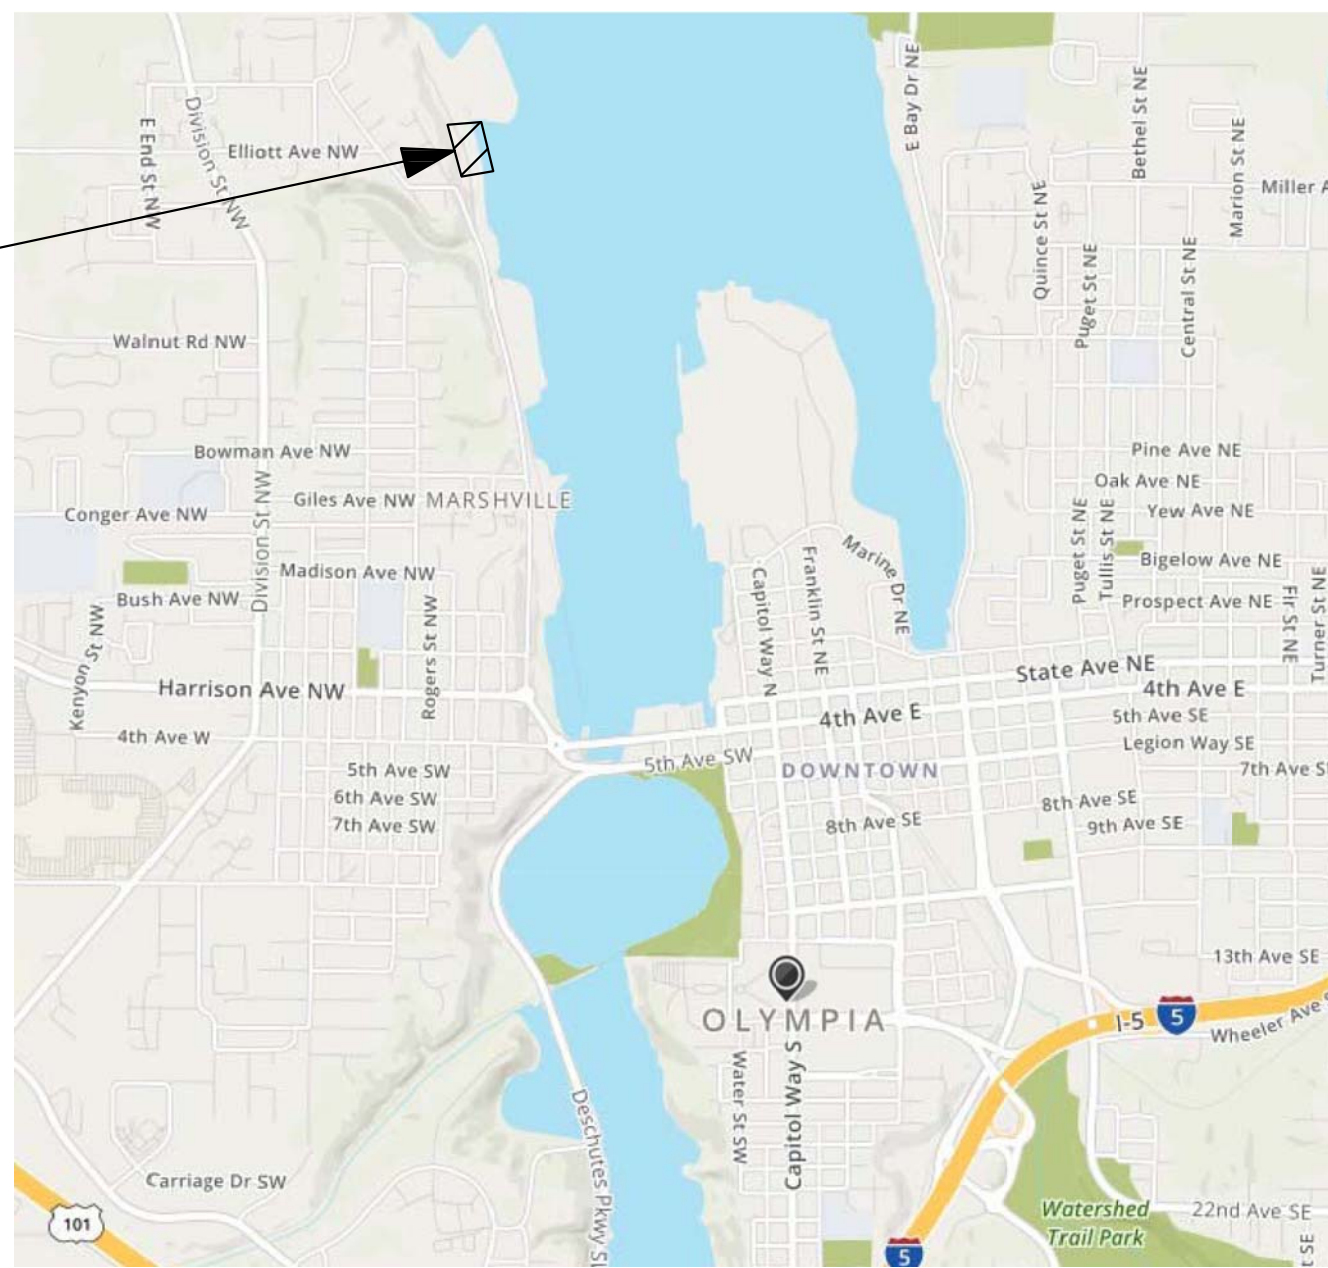 E Bay Dr NE
Bethel St NE
Division St NW
E End St NW
Elliott Ave NW
Marion St NE
Miller
Quince St NE
Puget St NE
Central St NE
Walnut Rd NW
Bowman Ave NW
Pine Ave NE
Oak Ave NE
Giles Ave NW
MARSHVILLE
Conger Ave NW
Yew Ave NE
Division St NW
Puget St NE
Tullis St NE
Marine Dr NE
Franklin St NE
Capitol Way N
Madison Ave NW
Bigelow Ave NE
Bush Ave NW
Prospect Ave NE
Fir St NE
Turner St NE
Kenyon St NW
Rogers St NW
State Ave NE
Harrison Ave NW
4th Ave E
4th Ave E
5th Ave SE
4th Ave W
Legion Way SE
5th Ave SW
5th Ave SW
DOWNTOWN
7th Ave S
6th Ave SW
8th Ave SE
7th Ave SW
8th Ave SE
9th Ave SE
13th Ave SE
OLYMPIA
I-5
5
Wheeler Ave
Water St SW
Capitol Way S
Deschutes Pkwy S
Carriage Dr SW
101
Watershed
Trail Park
22nd Ave SE
t SE
5